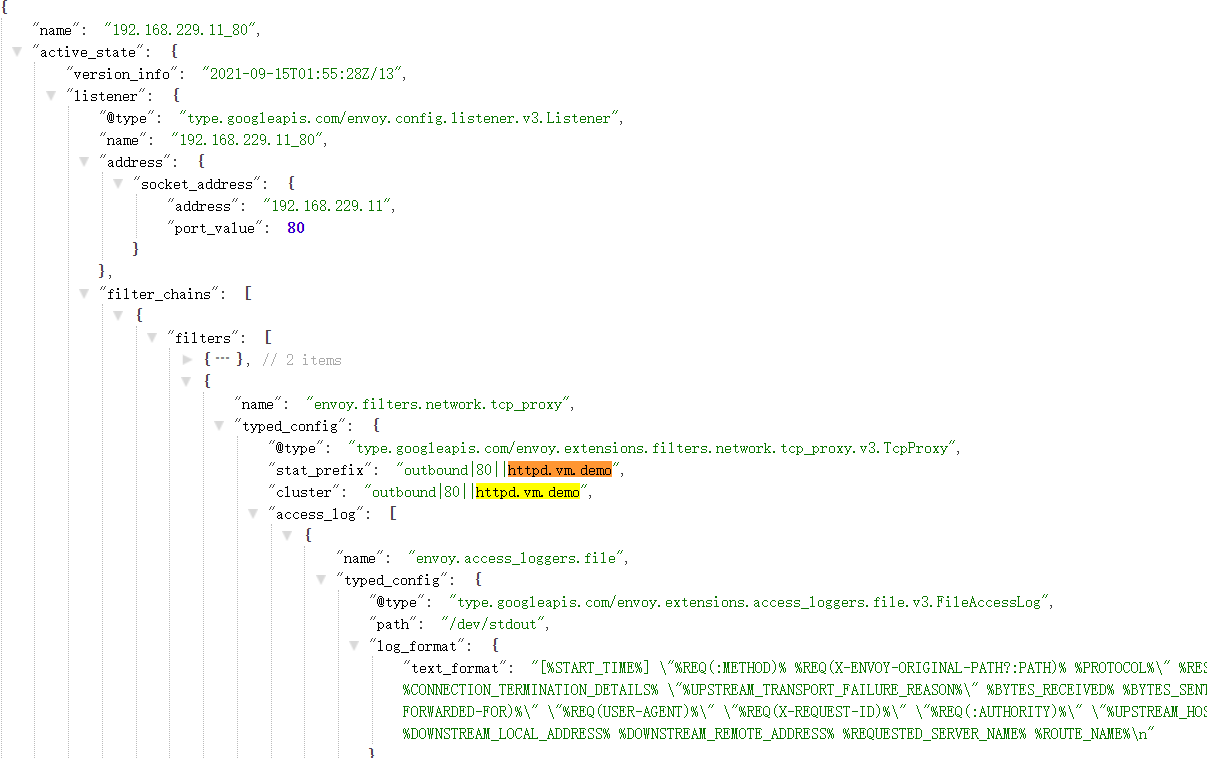 {
"name": "192.168.229.11_80",
"active_state": {
"version_info": "2021-09-15T01:55:28Z/13",
"listener": {
"@type": "type.googleapis.com/envoy.config.listener.v3.Listener",
"name": "192.168.229.11_80",
"address": {
"socket_address": {
"address": "192.168.229.11",
"port_value": 80
}
},
"filter_chains": [
{
"filters": [
{ ··· }, // 2 items
{
"name": "envoy.filters.network.tcp_proxy",
"typed_config": {
"@type": "type.googleapis.com/envoy.extensions.filters.network.tcp_proxy.v3.TcpProxy",
"stat_prefix": "outbound|80||httpd.vm.demo",
"cluster": "outbound|80||httpd.vm.demo",
"access_log": [
{
"name": "envoy.access_loggers.file",
"typed_config": {
"@type": "type.googleapis.com/envoy.extensions.access_loggers.file.v3.FileAccessLog",
"path": "/dev/stdout",
"log_format": {
"text_format": "[%START_TIME%] \"%REQ(:METHOD)% %REQ(X-ENVOY-ORIGINAL-PATH?:PATH)% %PROTOCOL%\" %RES
%CONNECTION_TERMINATION_DETAILS% \"%UPSTREAM_TRANSPORT_FAILURE_REASON%\" %BYTES_RECEIVED% %BYTES_SENT
FORWARDED-FOR)%\" \"%REQ(USER-AGENT)%\" \"%REQ(X-REQUEST-ID)%\" \"%REQ(:AUTHORITY)%\" \"%UPSTREAM_HOS
%DOWNSTREAM_LOCAL_ADDRESS% %DOWNSTREAM_REMOTE_ADDRESS% %REQUESTED_SERVER_NAME% %ROUTE_NAME%\n"
}